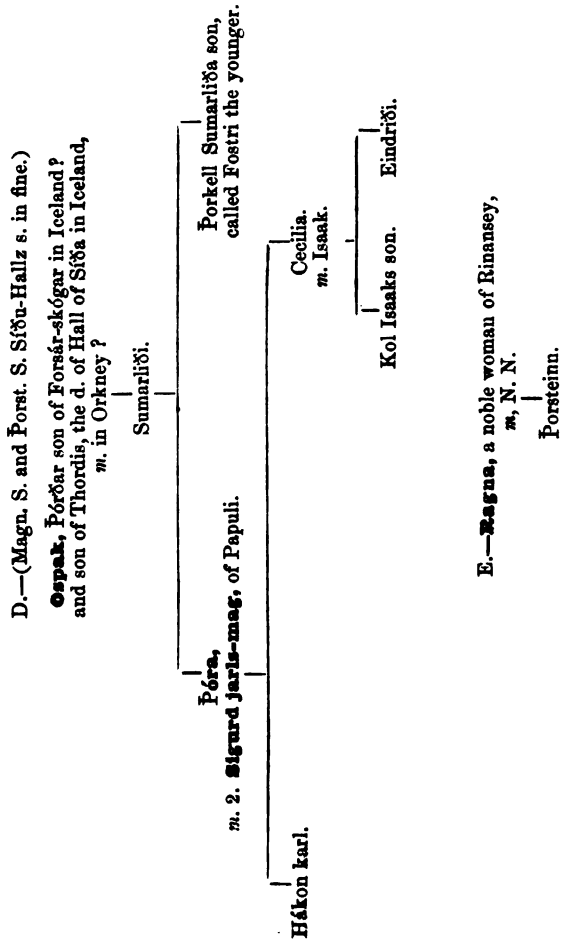 D.—(Magn. S. and Þorst. S. Síðu-Hallz s. in fine.)
Ospak, Þórðar son of Forsár-skógar in Iceland?
and son of Thordis, the d. of Hall of Síða in Iceland,
m. in Orkney?
Sumarliði.
Þóra,
m. 2. Sigurd jarls-mag, of Papuli.
Þorkell Sumarliða son,
called Fostri the younger.
Hákon karl.
Cecilia.
m. Isaak.
Kol Isaaks son.
Eindriði.
E.—Ragna, a noble woman of Rinansey,
m, N. N.
Þorsteinn.